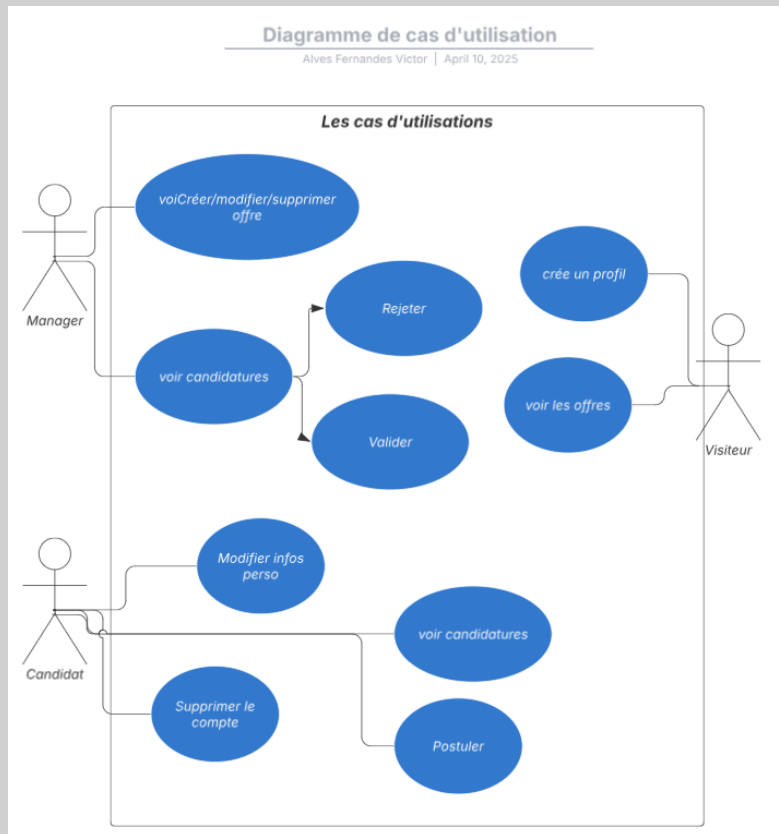 Diagramme de cas d'utilisation
Alves Fernandes Victor | April 10, 2025
Les cas d'utilisations
voiCréer/modifier/supprimer
offre
crée un profil
Rejeter
Manager
voir candidatures
voir les offres
Valider
Visiteur
Modifier infos
perso
voir candidatures
Candidat
Supprimer le
compte
Postuler